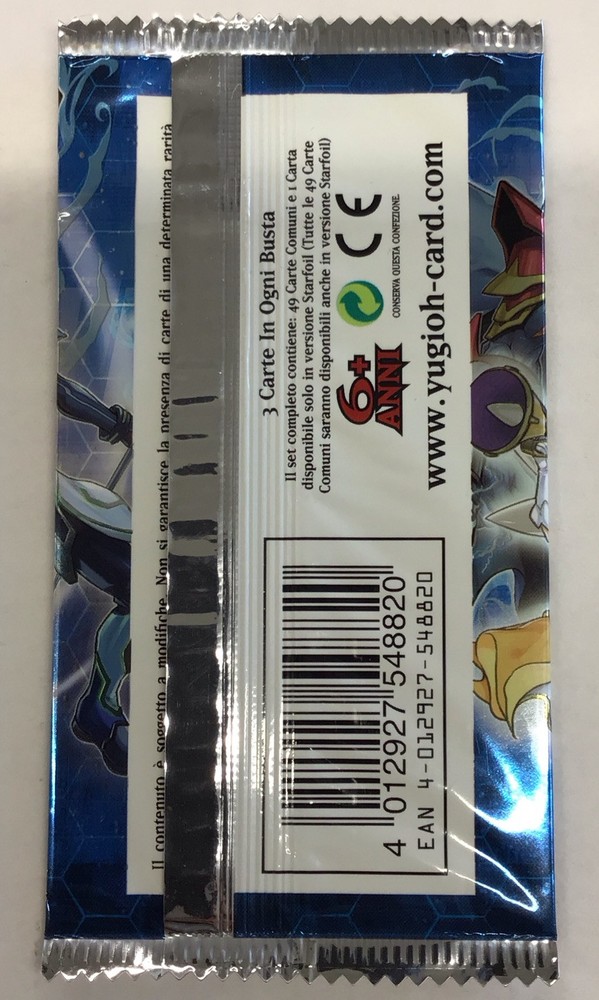 Il contenuto è soggetto a modifiche. Non si garantisce la presenza di carte di una determinata rarità
3 Carte In Ogni Busta
Il set completo contiene: 49 Carte Comuni e 1 Carta
disponibile solo in versione Starfoil (Tutte le 49 Carte
Comuni saranno disponibili anche in versione Starfoil)
6+
ANNI
CE
CONSERVA QUESTA CONFEZIONE.
www.yugioh-card.com
4 012927 548820
EAN 4-012927-548820